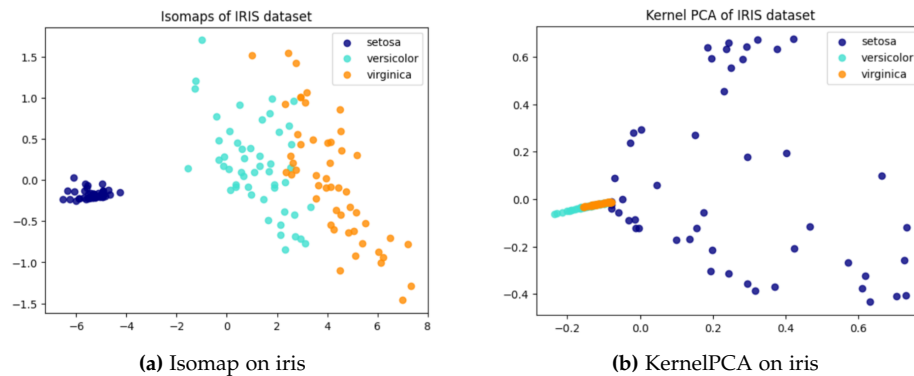 Isomaps of IRIS dataset
setosa
versicolor
virginica
1.5
1.0
0.5
0.0
−0.5
−1.0
−1.5
−6 −4 −2 0 2 4 6 8
(a) Isomap on iris
Kernel PCA of IRIS dataset
setosa
versicolor
virginica
0.6
0.4
0.2
0.0
−0.2
−0.4
−0.2 0.0 0.2 0.4 0.6
(b) KernelPCA on iris